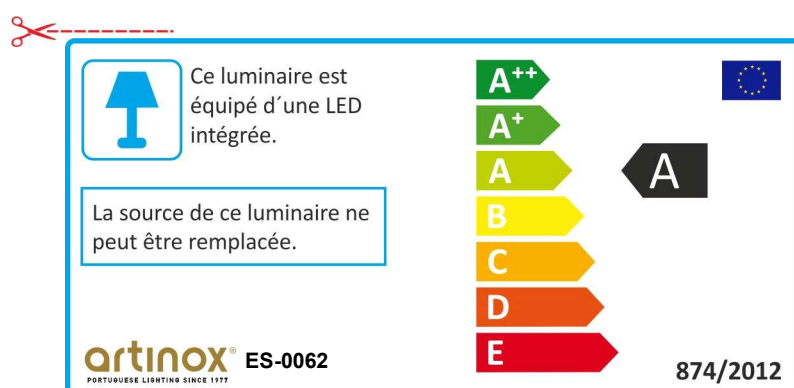 Ce luminaire est
équipé d´une LED
intégrée.
La source de ce luminaire ne
peut être remplacée.
artinox® ES-0062
PORTUGUESE LIGHTING SINCE 1977
A++
A+
A
B
C
D
E
A
874/2012